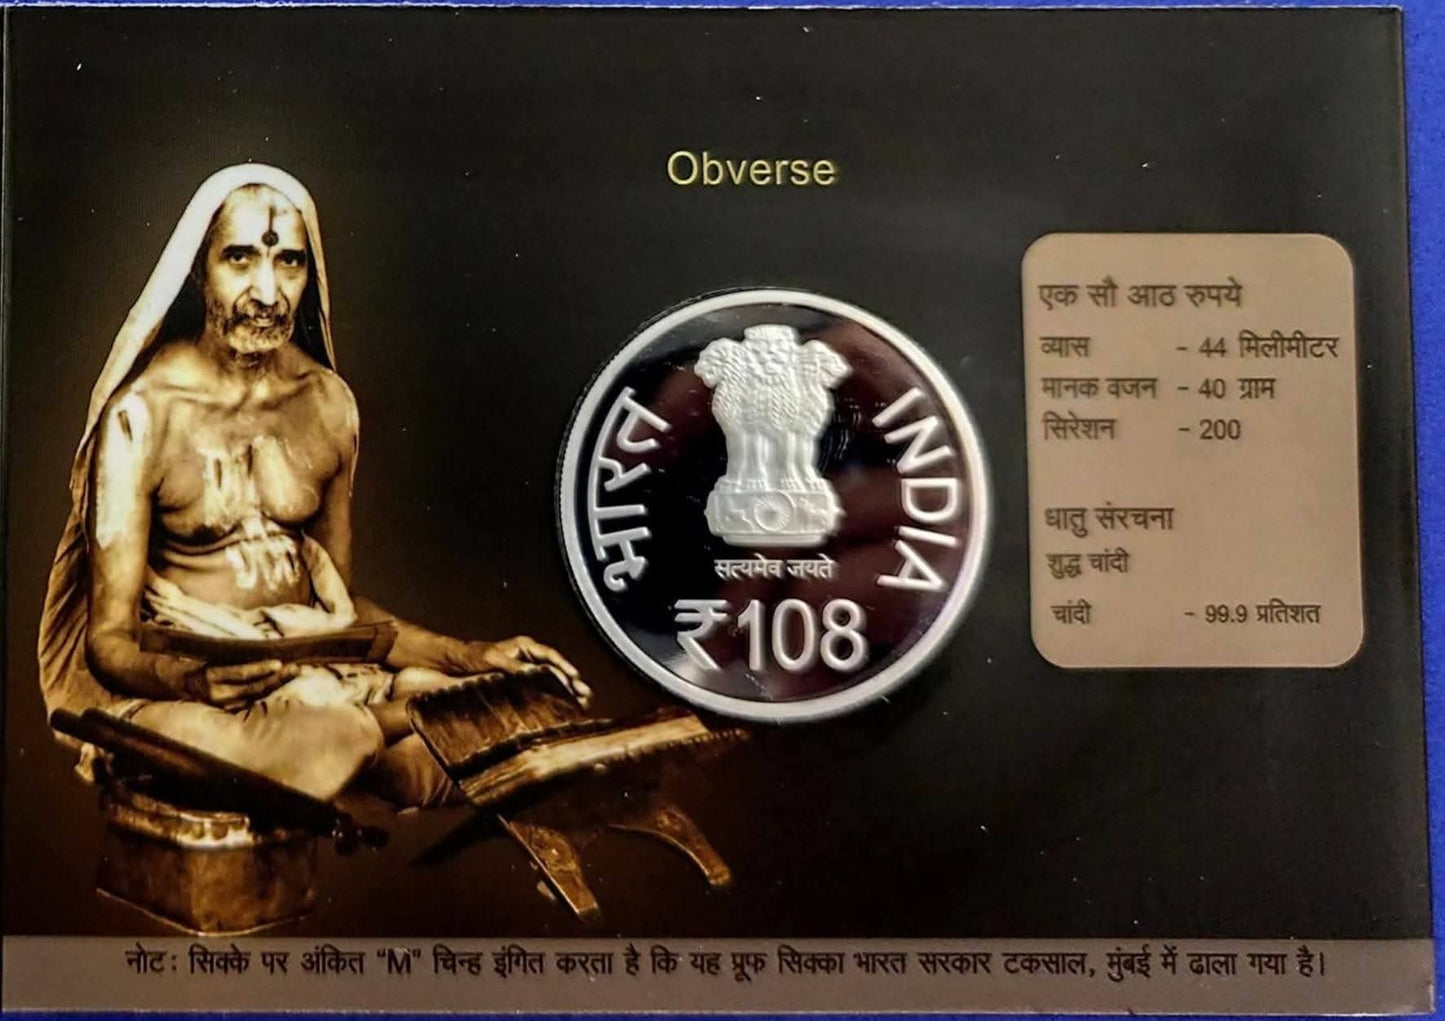 Obverse
भारत
INDIA
सत्यमेव जयते
₹108
एक सौ आठ रुपये
व्यास - 44 मिलीमीटर
मानक वजन - 40 ग्राम
सिरेशन - 200
धातु संरचना
शुद्ध चांदी
चांदी - 99.9 प्रतिशत
नोट: सिक्के पर अंकित "M" चिन्ह इंगित करता है कि यह प्रूफ सिक्का भारत सरकार टकसाल, मुंबई में ढाला गया है।